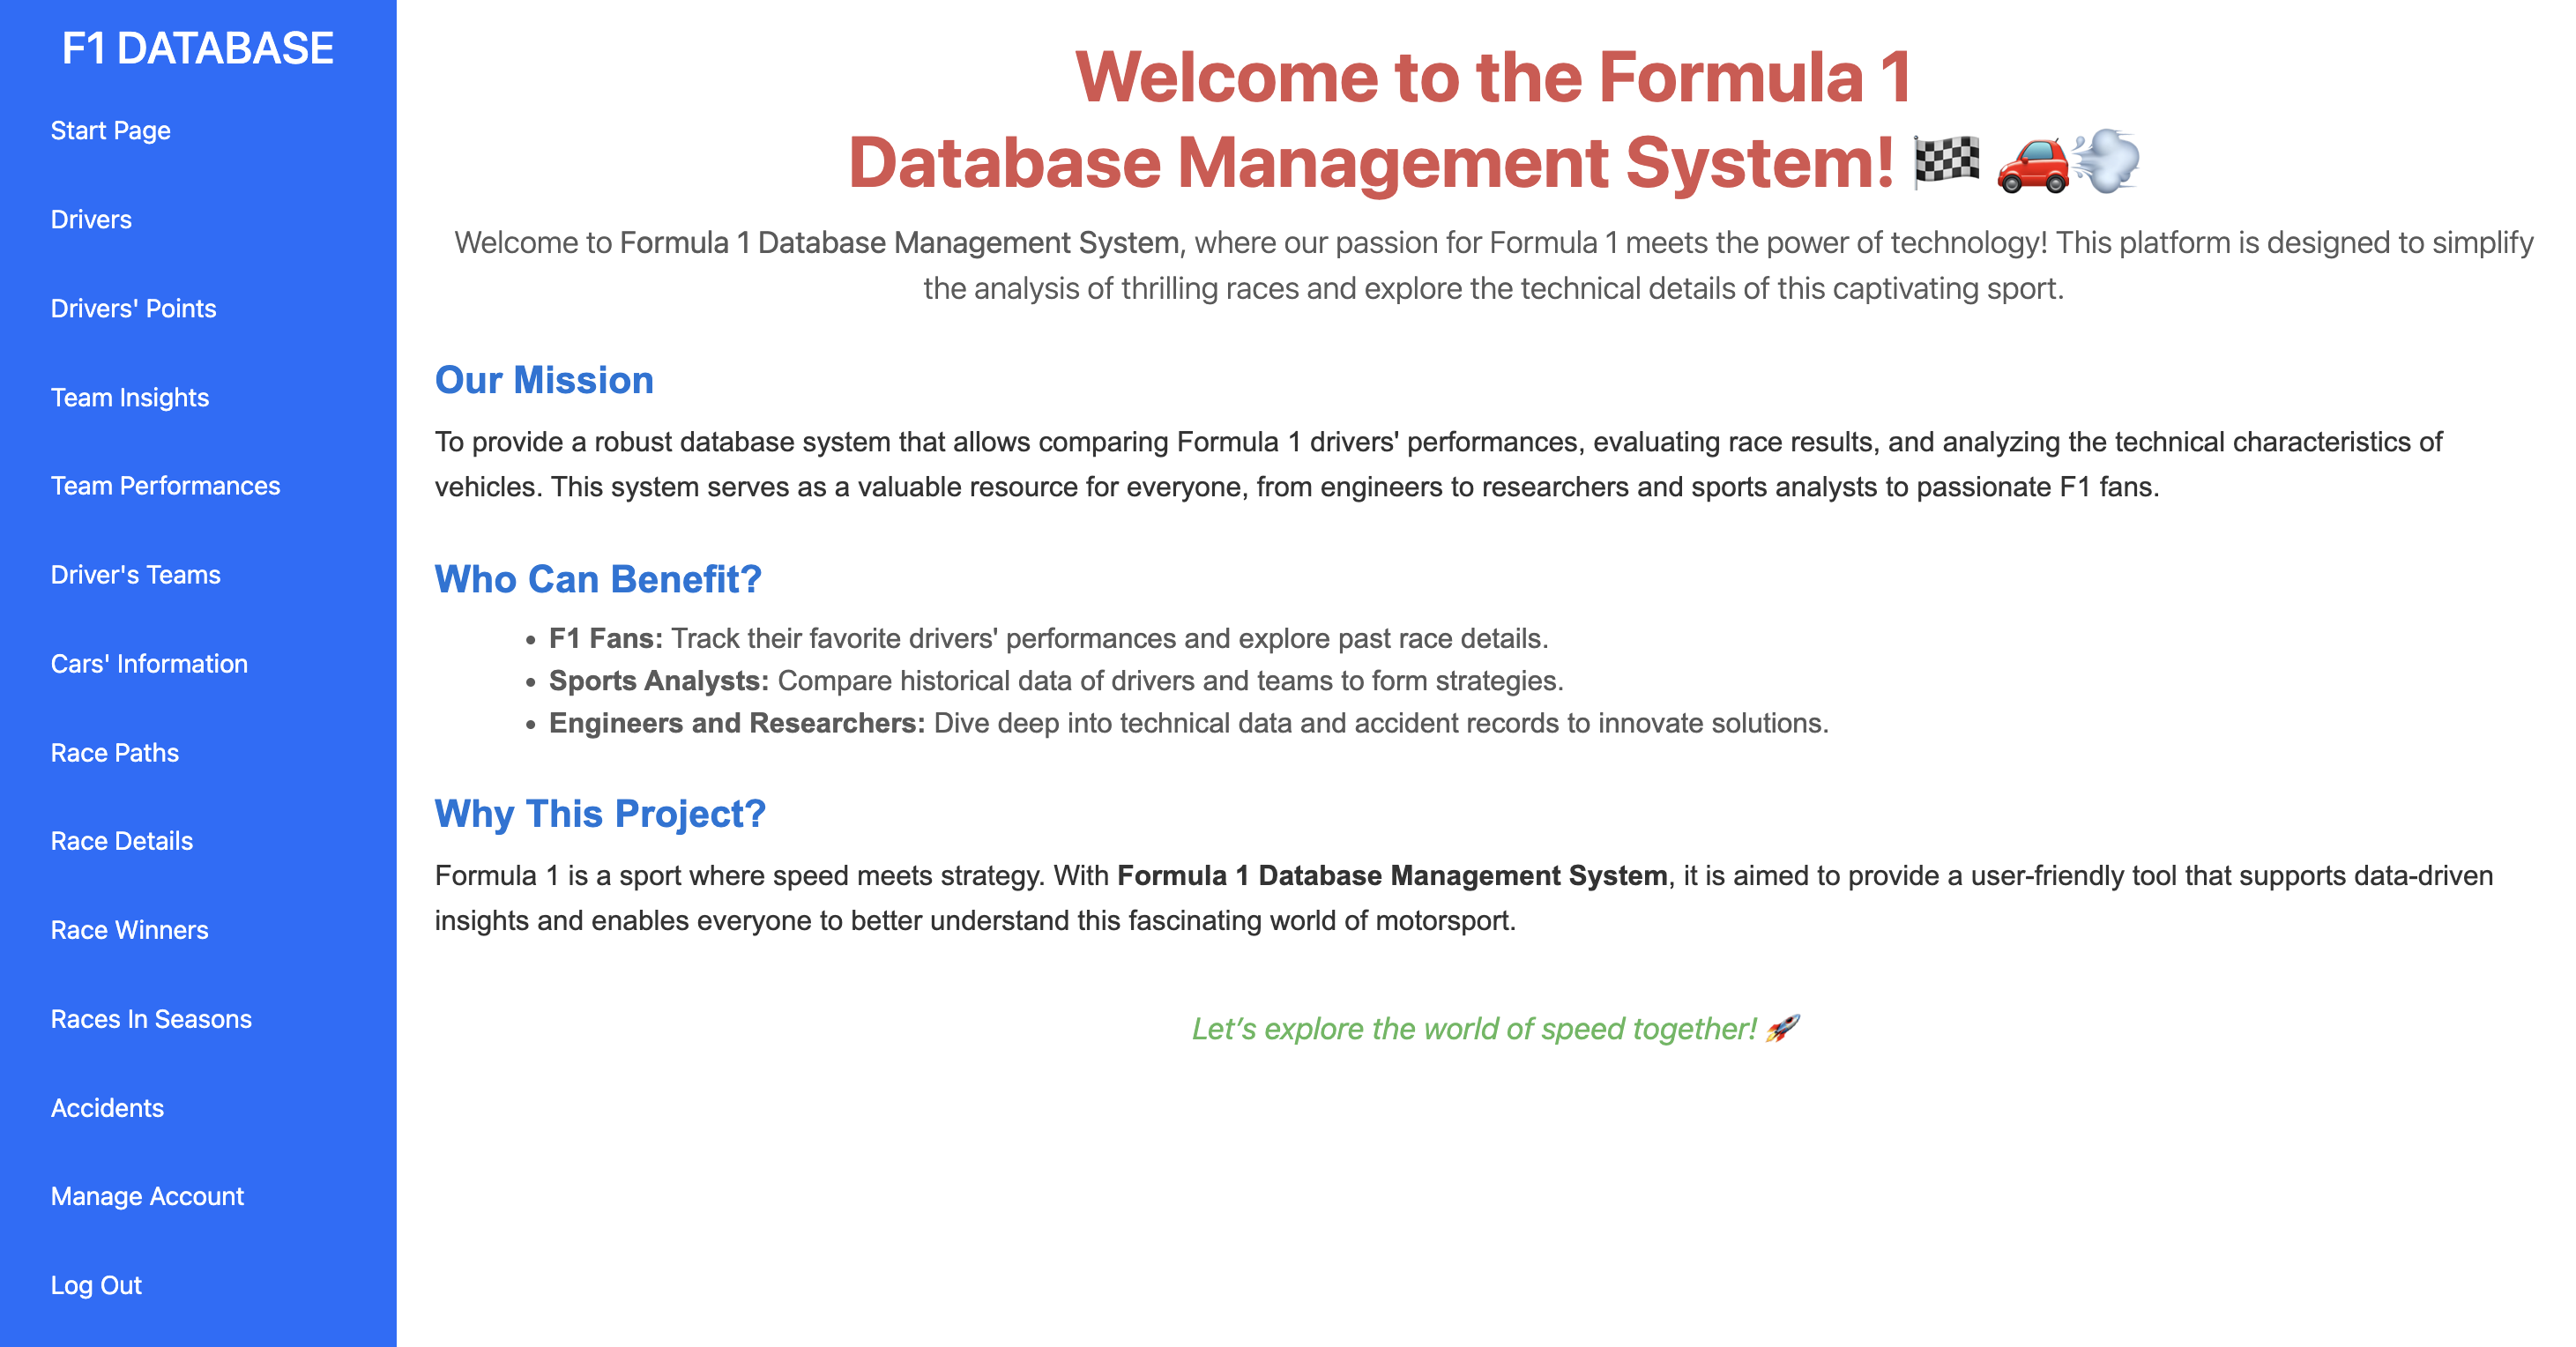 F1 DATABASE
Start Page
Drivers
Drivers' Points
Team Insights
Team Performances
Driver's Teams
Cars' Information
Race Paths
Race Details
Race Winners
Races In Seasons
Accidents
Manage Account
Log Out
Welcome to the Formula 1
Database Management System! 🏁 🚗💨
Welcome to Formula 1 Database Management System, where our passion for Formula 1 meets the power of technology! This platform is designed to simplify
the analysis of thrilling races and explore the technical details of this captivating sport.
Our Mission
To provide a robust database system that allows comparing Formula 1 drivers' performances, evaluating race results, and analyzing the technical characteristics of
vehicles. This system serves as a valuable resource for everyone, from engineers to researchers and sports analysts to passionate F1 fans.
Who Can Benefit?
• F1 Fans: Track their favorite drivers' performances and explore past race details.
• Sports Analysts: Compare historical data of drivers and teams to form strategies.
• Engineers and Researchers: Dive deep into technical data and accident records to innovate solutions.
Why This Project?
Formula 1 is a sport where speed meets strategy. With Formula 1 Database Management System, it is aimed to provide a user-friendly tool that supports data-driven
insights and enables everyone to better understand this fascinating world of motorsport.
Let’s explore the world of speed together! 🚀